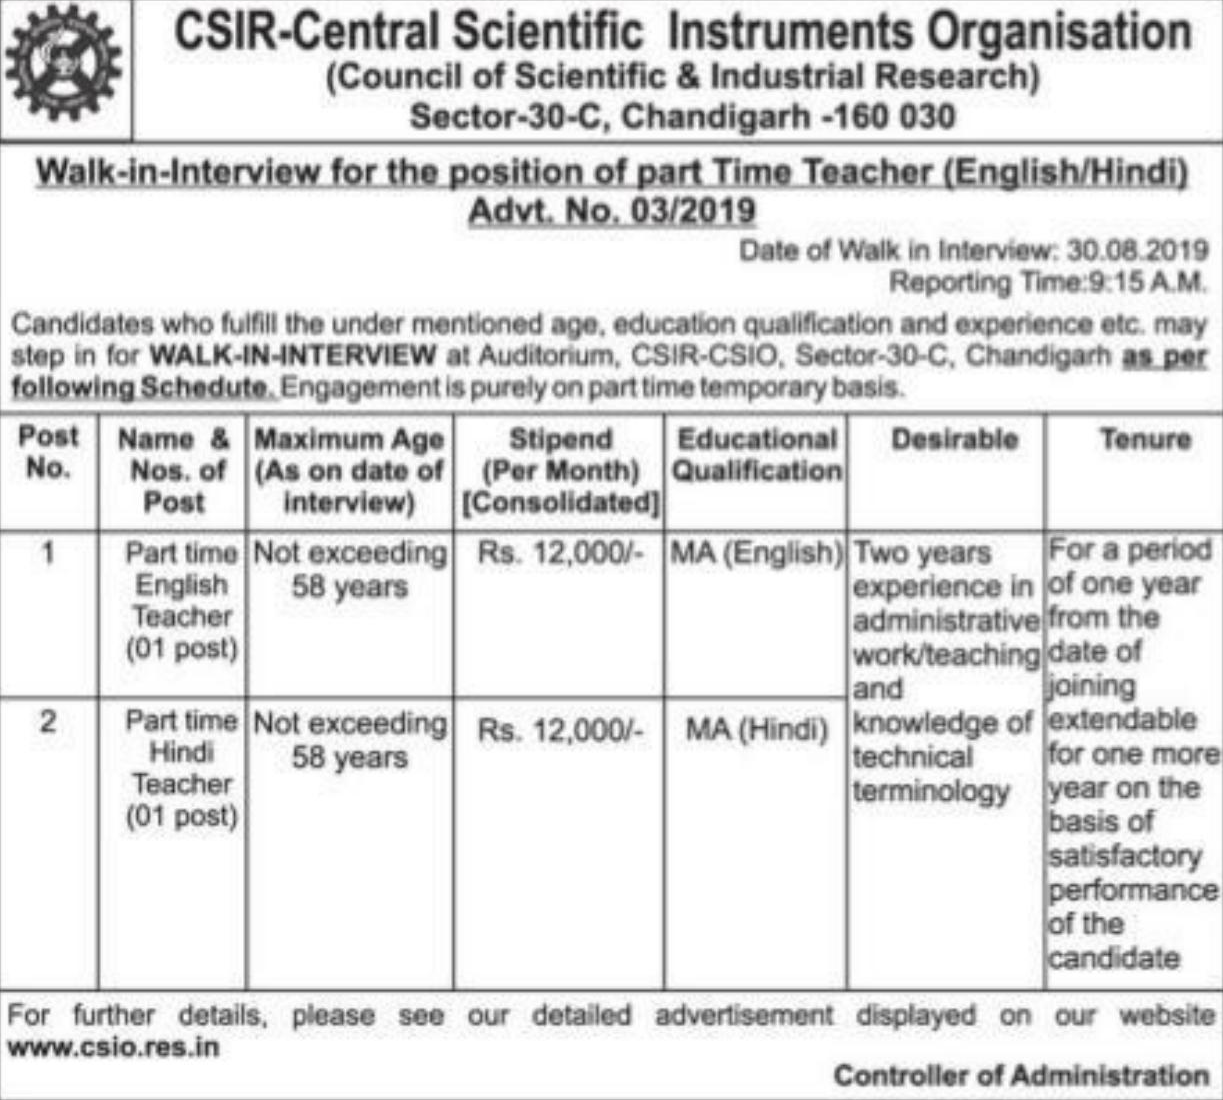 CSIR-Central Scientific Instruments Organisation
(Council of Scientific & Industrial Research)
Sector-30-C, Chandigarh -160 030
Walk-in-Interview for the position of part Time Teacher (English/Hindi)
Advt. No. 03/2019
Date of Walk in Interview: 30.08.2019
Reporting Time:9:15 A.M.
Candidates who fulfill the under mentioned age, education qualification and experience etc. may
step in for WALK-IN-INTERVIEW at Auditorium, CSIR-CSIO, Sector-30-C, Chandigarh as per
following Schedute. Engagement is purely on part time temporary basis.
Post
No.
Name &
Nos. of
Post
Maximum Age
(As on date of
interview)
Stipend
(Per Month)
[Consolidated]
Educational
Qualification
Desirable
Tenure
1
Part time
English
Teacher
(01 post)
Not exceeding
58 years
Rs. 12,000/-
MA (English)
Two years
experience in
administrative
work/teaching
and
knowledge of
technical
terminology
For a period
of one year
from the
date of
joining
extendable
for one more
year on the
basis of
satisfactory
performance
of the
candidate
2
Part time
Hindi
Teacher
(01 post)
Not exceeding
58 years
Rs. 12,000/-
MA (Hindi)
For further details, please see our detailed advertisement displayed on our website
www.csio.res.in
Controller of Administration